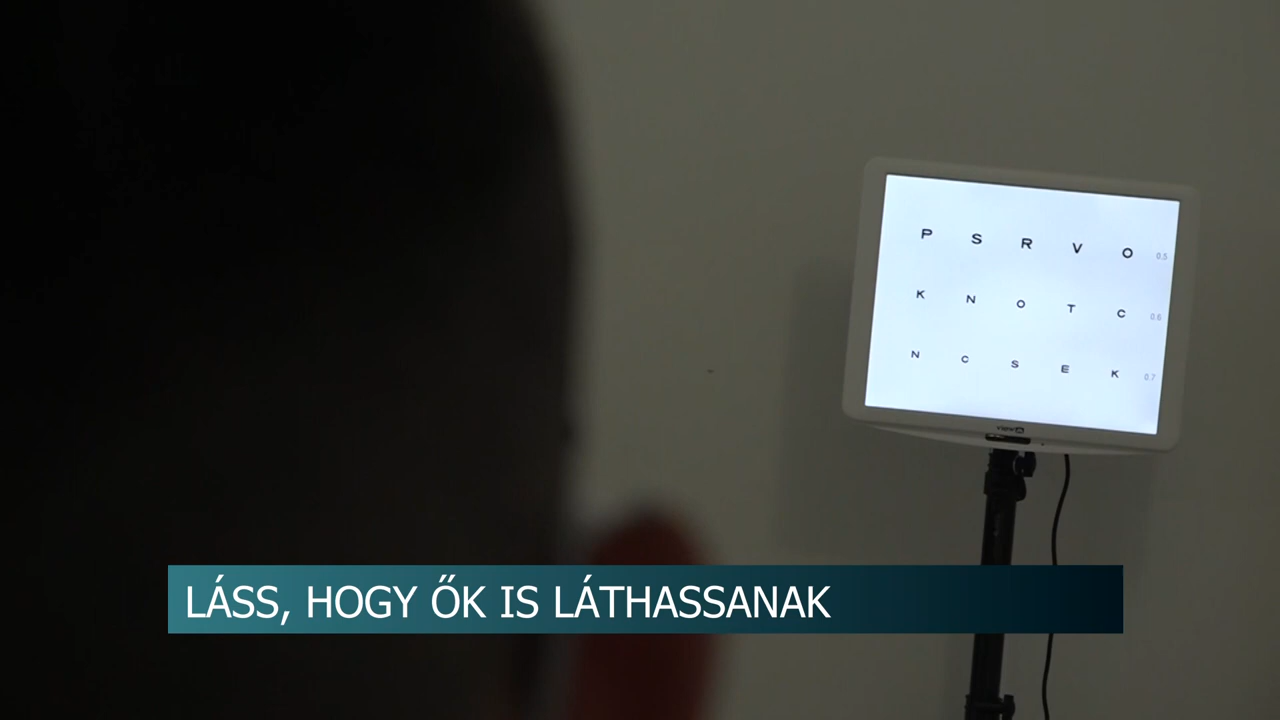 P S R V O 0.5
K N O T C 0.6
N C S E K 0.7
LÁSS, HOGY ŐK IS LÁTHASSANAK